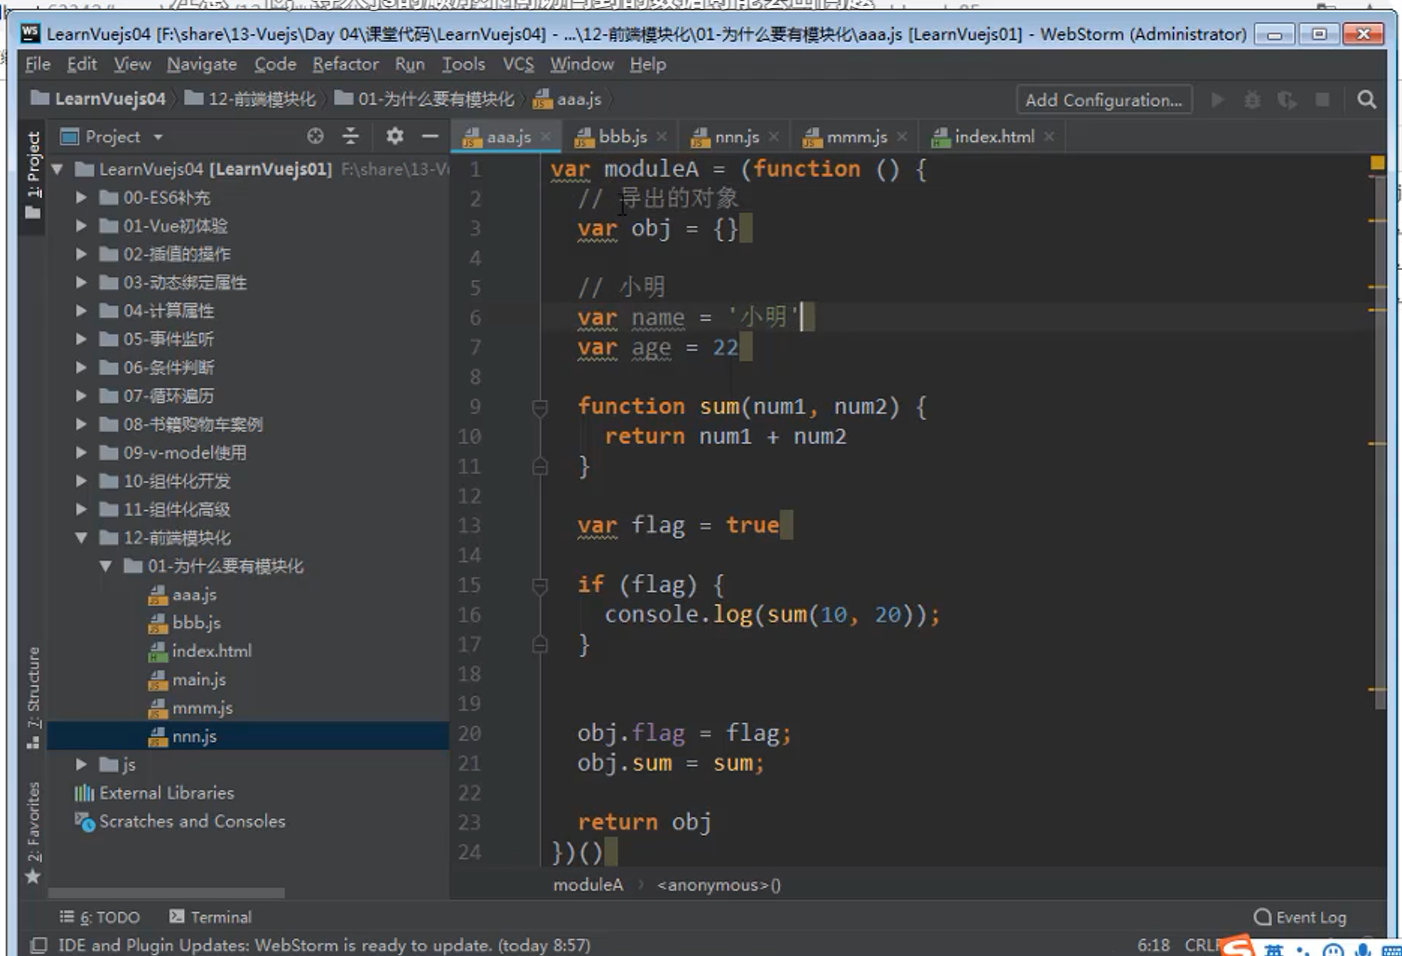 LearnVuejs04 [F:\share\13-Vuejs\Day 04\课堂代码\LearnVuejs04] - ...\12-前端模块化\01-为什么要有模块化\aaa.js [LearnVuejs01] - WebStorm (Administrator)
File Edit View Navigate Code Refactor Run Tools VCS Window Help
LearnVuejs04 12-前端模块化 01-为什么要有模块化 aaa.js Add Configuration...
1: Project
7: Structure
2: Favorites
Project
LearnVuejs04 [LearnVuejs01] F:\share\13-V
00-ES6补充
01-Vue初体验
02-插值的操作
03-动态绑定属性
04-计算属性
05-事件监听
06-条件判断
07-循环遍历
08-书籍购物车案例
09-v-model使用
10-组件化开发
11-组件化高级
12-前端模块化
01-为什么要有模块化
aaa.js
bbb.js
index.html
main.js
mmm.js
nnn.js
js
External Libraries
Scratches and Consoles
aaa.js bbb.js nnn.js mmm.js index.html
1 var moduleA = (function () {
2 // 导出的对象
3 var obj = {}
4
5 // 小明
6 var name = '小明'
7 var age = 22
8
9 function sum(num1, num2) {
10 return num1 + num2
11 }
12
13 var flag = true
14
15 if (flag) {
16 console.log(sum(10, 20));
17 }
18
19
20 obj.flag = flag;
21 obj.sum = sum;
22
23 return obj
24 })()
moduleA <anonymous>()
6: TODO Terminal Event Log
IDE and Plugin Updates: WebStorm is ready to update. (today 8:57) 6:18 CRL
英